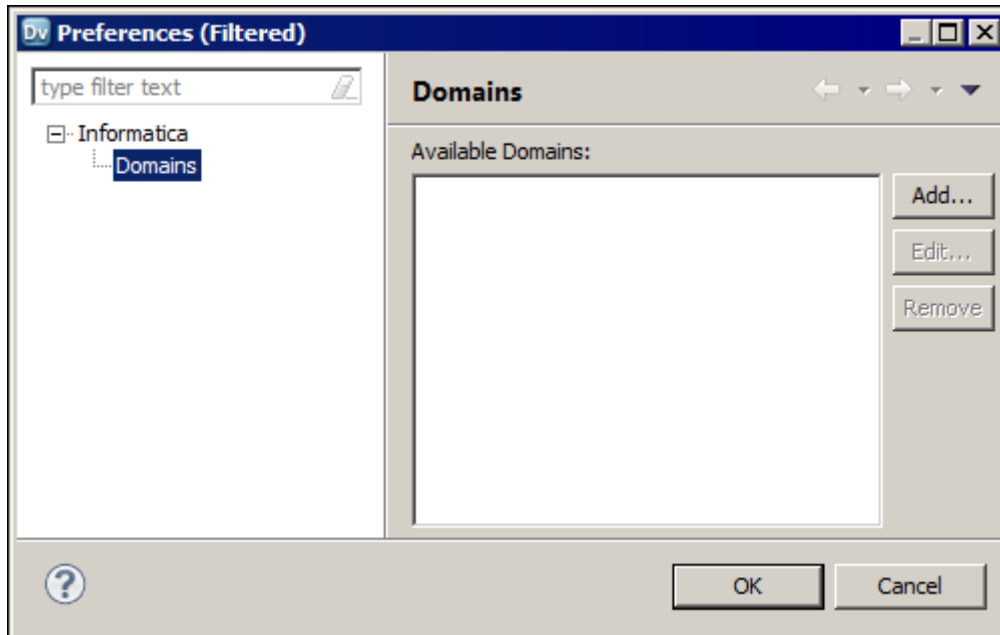 Dv Preferences (Filtered)
type filter text
Informatica
Domains
Domains
Available Domains:
Add...
Edit...
Remove
?
OK
Cancel